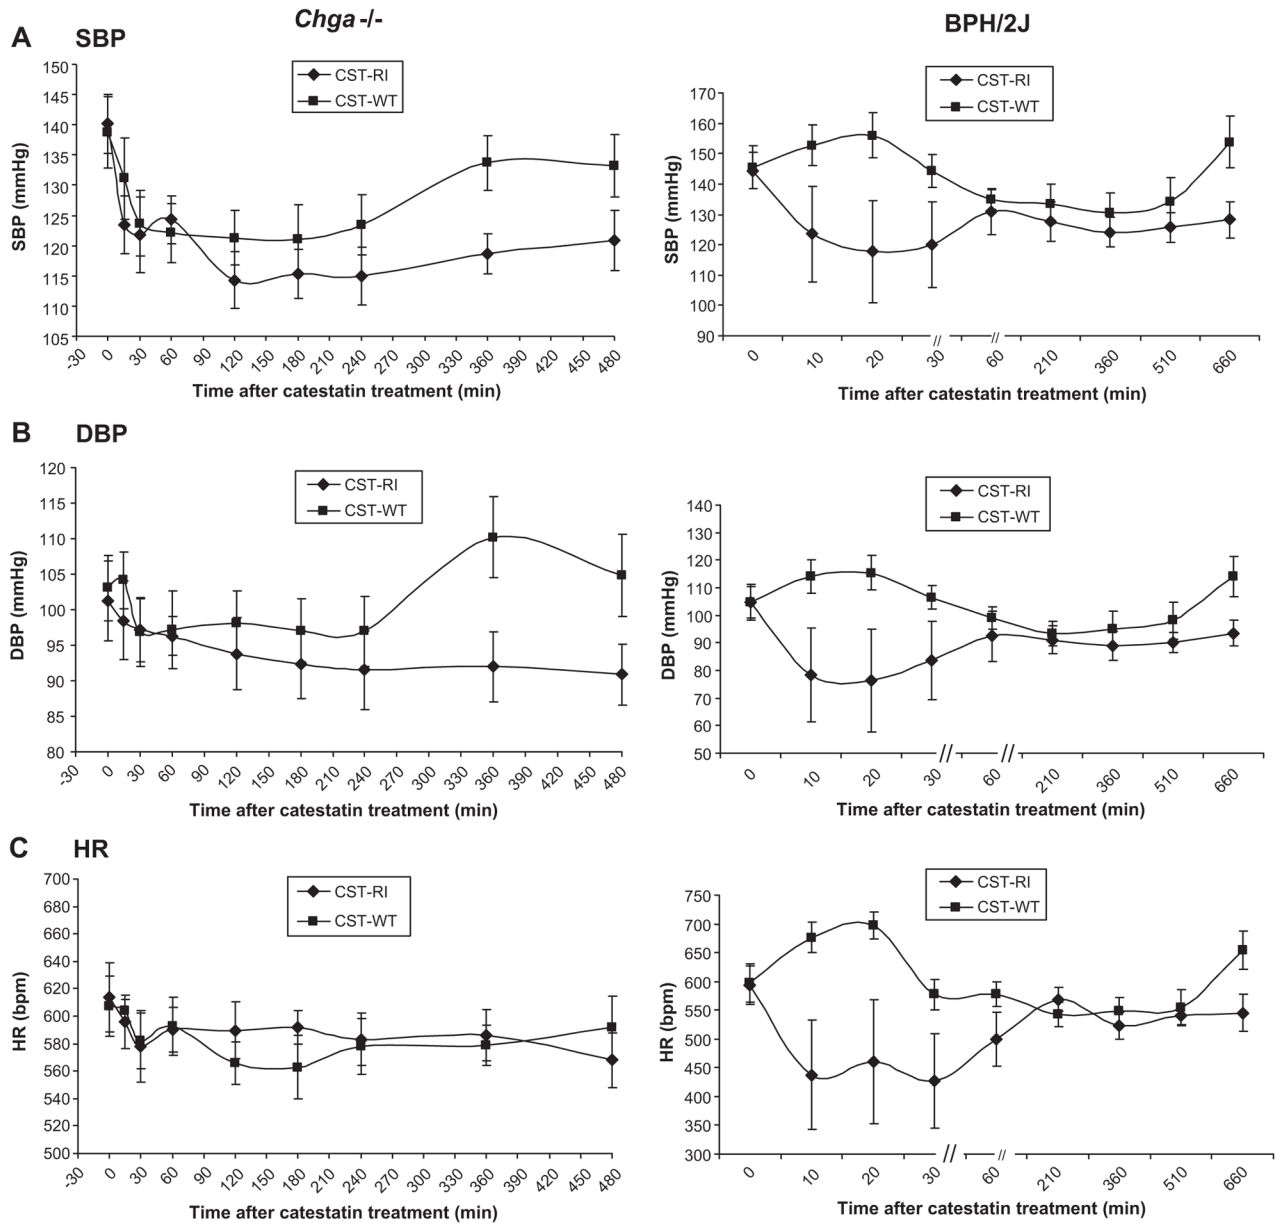 Chga -/-
BPH/2J
A SBP
CST-RI
CST-WT
150
145
140
135
130
125
120
115
110
105
SBP (mmHg)
-30 0 30 60 90 120 150 180 210 240 270 300 330 360 390 420 450 480
Time after catestatin treatment (min)
CST-RI
CST-WT
170
160
150
140
130
120
110
100
90
SBP (mmHg)
0 10 20 30 // 60 // 210 360 510 660
Time after catestatin treatment (min)
B DBP
CST-RI
CST-WT
120
115
110
105
100
95
90
85
80
DBP (mmHg)
-30 0 30 60 90 120 150 180 210 240 270 300 330 360 390 420 450 480
Time after catestatin treatment (min)
CST-RI
CST-WT
140
130
120
110
100
90
80
70
60
50
DBP (mmHg)
0 10 20 30 // 60 // 210 360 510 660
Time after catestatin treatment (min)
C HR
CST-RI
CST-WT
700
680
660
640
620
600
580
560
540
520
500
HR (bpm)
-30 0 30 60 90 120 150 180 210 240 270 300 330 360 390 420 450 480
Time after catestatin treatment (min)
CST-RI
CST-WT
750
700
650
600
550
500
450
400
350
300
HR (bpm)
0 10 20 30 // 60 // 210 360 510 660
Time after catestatin treatment (min)